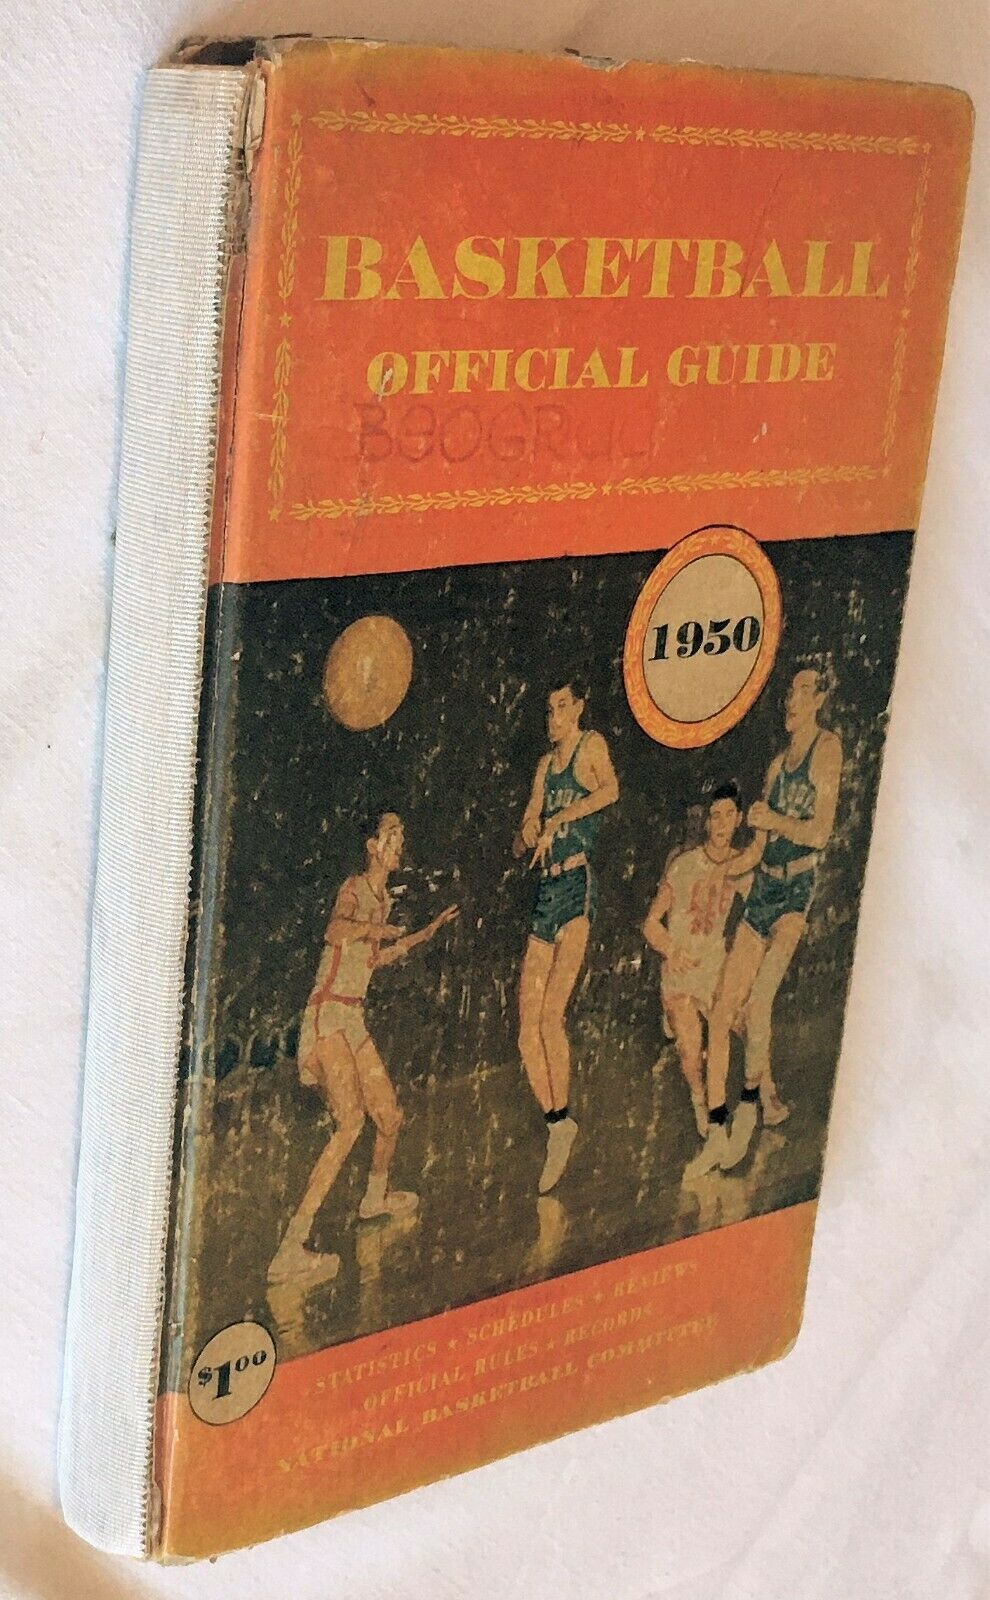 BASKETBALL
OFFICIAL GUIDE
1950
$1.00
STATISTICS ★ SCHEDULES ★ REVIEWS
OFFICIAL RULES ★ RECORDS
NATIONAL BASKETBALL COMMITTEE